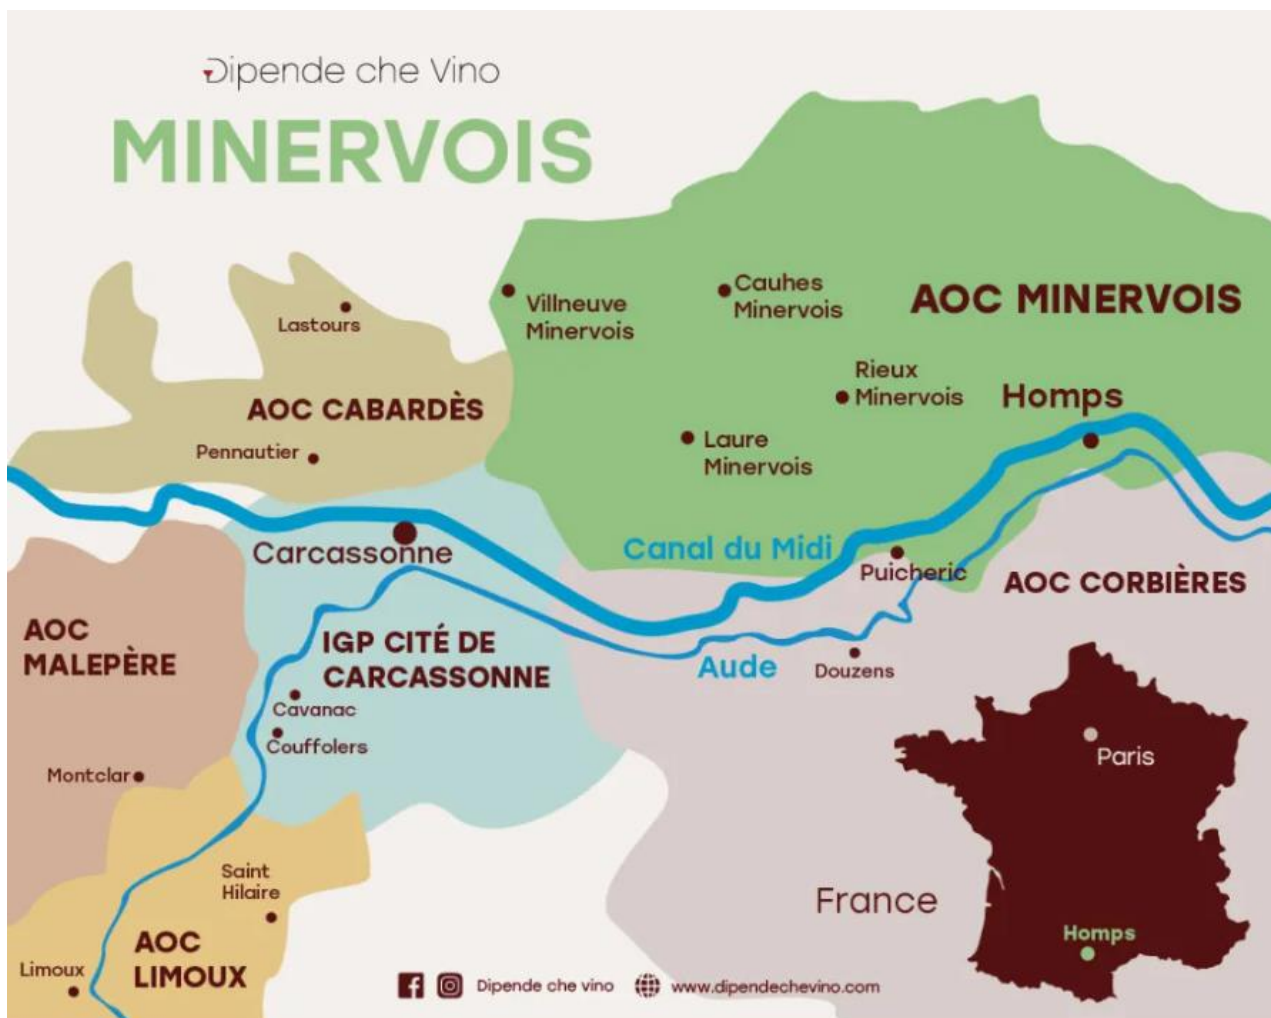 Dipende che Vino
MINERVOIS
Villneuve
Minervois
Cauhes
Minervois
AOC MINERVOIS
Lastours
Rieux
Minervois
Homps
AOC CABARDÈS
Laure
Minervois
Pennautier
Canal du Midi
Carcassonne
Puicheric
AOC CORBIÈRES
AOC
MALEPÈRE
IGP CITÉ DE
CARCASSONNE
Aude
Douzens
Cavanac
Couffolers
Paris
Montclar
Saint
Hilaire
France
Homps
AOC
LIMOUX
Limoux
Dipende che vino
www.dipendechevino.com